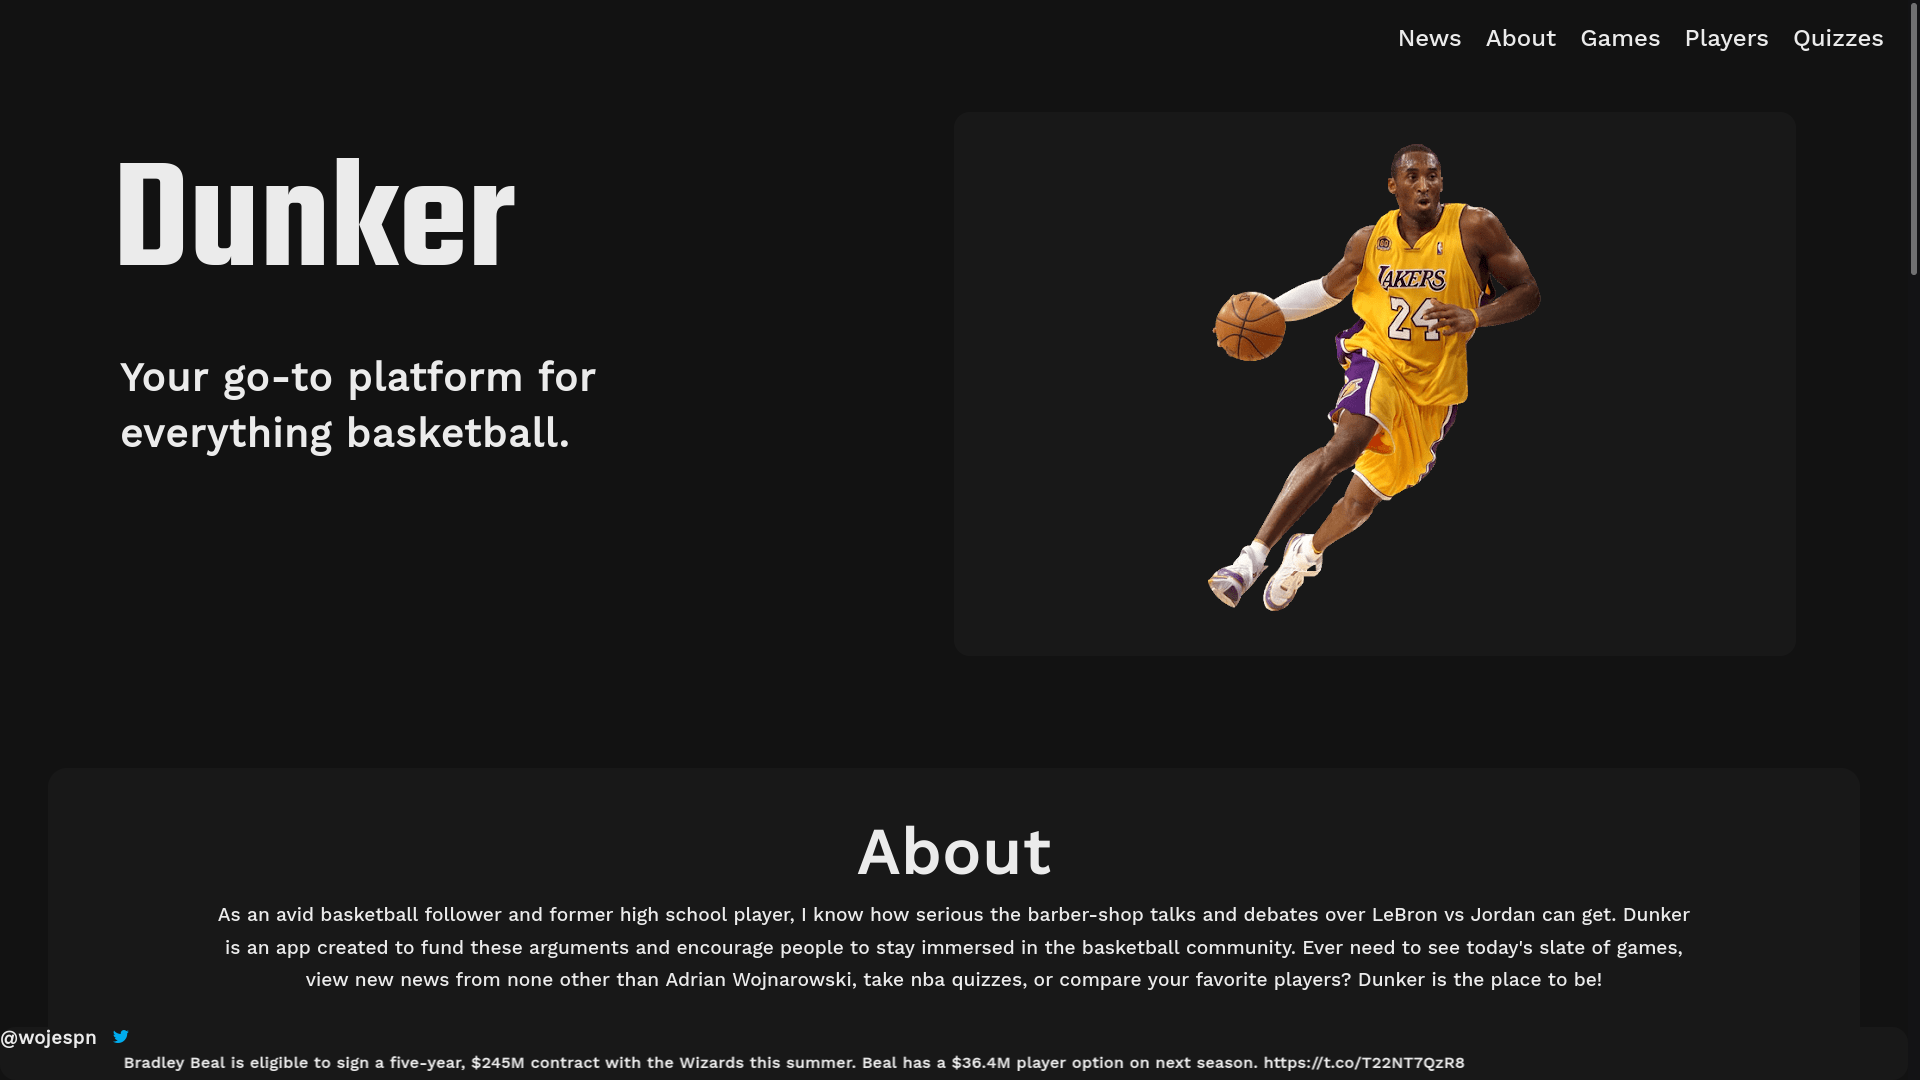 News About Games Players Quizzes
Dunker
Your go-to platform for
everything basketball.
LAKERS
24
About
As an avid basketball follower and former high school player, I know how serious the barber-shop talks and debates over LeBron vs Jordan can get. Dunker
is an app created to fund these arguments and encourage people to stay immersed in the basketball community. Ever need to see today's slate of games,
view new news from none other than Adrian Wojnarowski, take nba quizzes, or compare your favorite players? Dunker is the place to be!
@wojespn
Bradley Beal is eligible to sign a five-year, $245M contract with the Wizards this summer. Beal has a $36.4M player option on next season. https://t.co/T22NT7QzR8